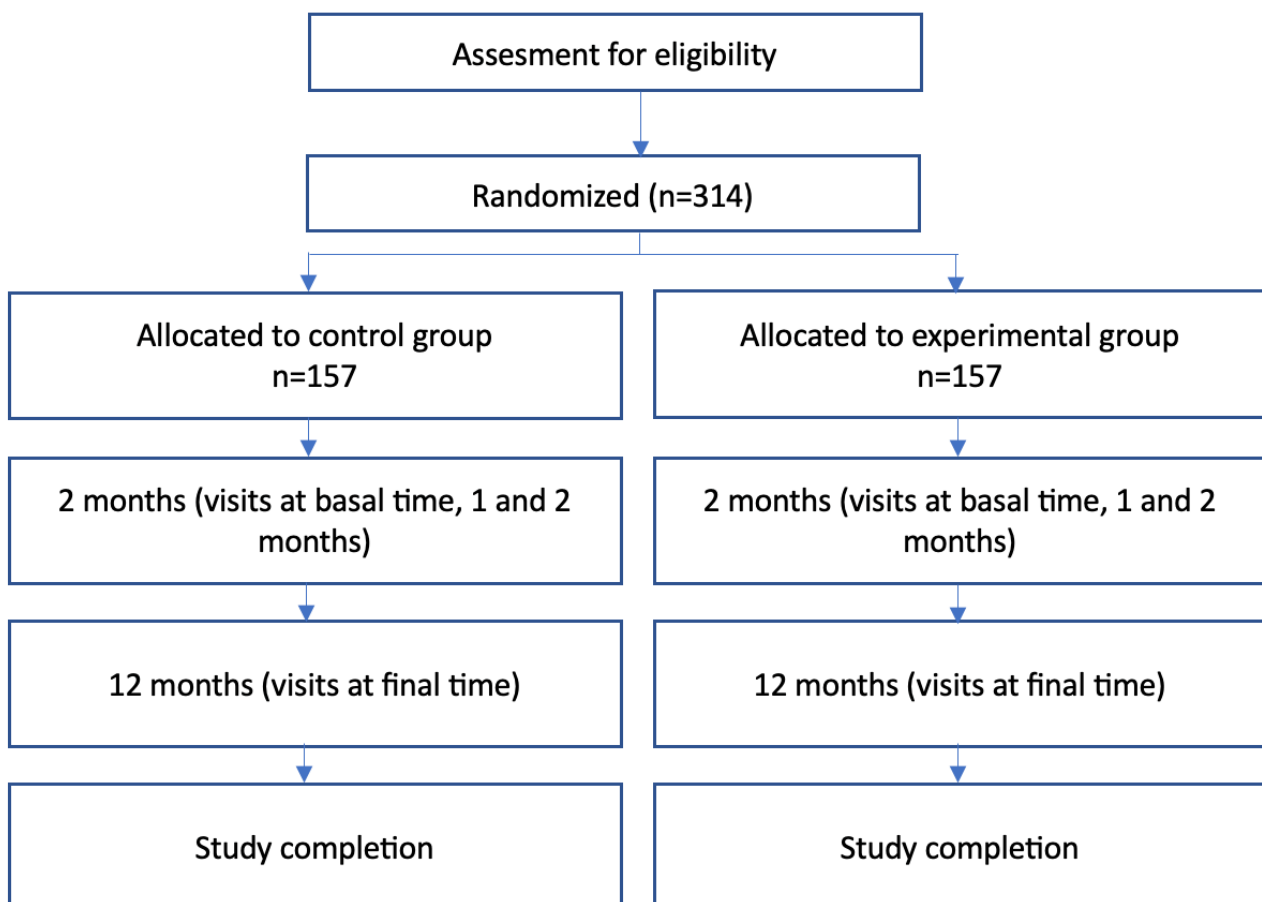 Assesment for eligibility
Randomized (n=314)
Allocated to control group
n=157
Allocated to experimental group
n=157
2 months (visits at basal time, 1 and 2
months)
2 months (visits at basal time, 1 and 2
months)
12 months (visits at final time)
12 months (visits at final time)
Study completion
Study completion